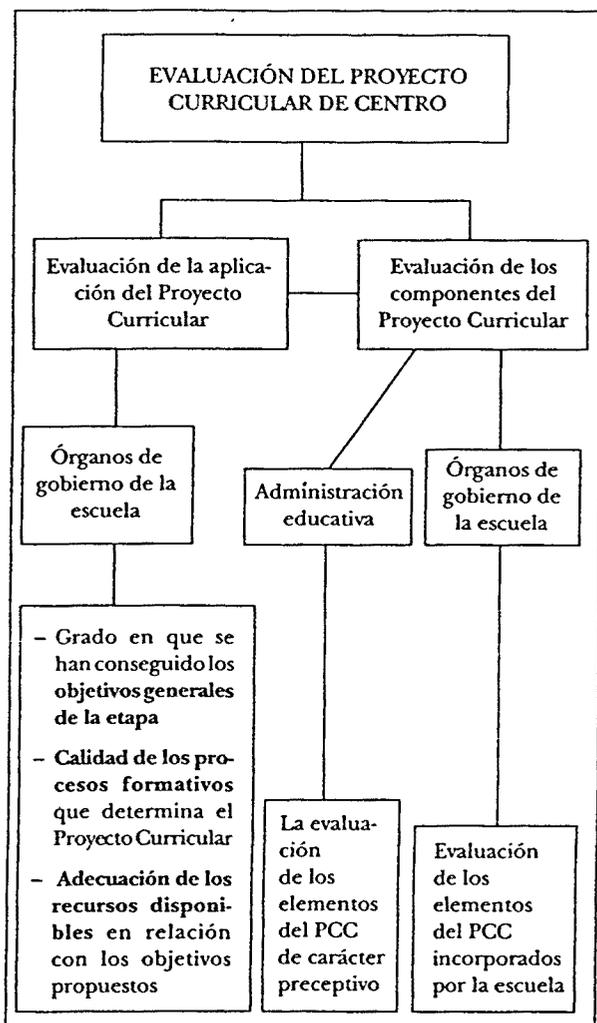 EVALUACIÓN DEL PROYECTO
CURRICULAR DE CENTRO
Evaluación de la aplica-
ción del Proyecto
Curricular
Evaluación de los
componentes del
Proyecto Curricular
Órganos de
gobierno de la
escuela
Administración
educativa
Órganos de
gobierno de
la escuela
– Grado en que se
han conseguido los
objetivos generales
de la etapa
– Calidad de los pro-
cesos formativos
que determina el
Proyecto Curricular
– Adecuación de los
recursos disponi-
bles en relación
con los objetivos
propuestos
La evalua-
ción
de los
elementos
del PCC
de carácter
preceptivo
Evaluación
de los
elementos
del PCC
incorporados
por la escuela